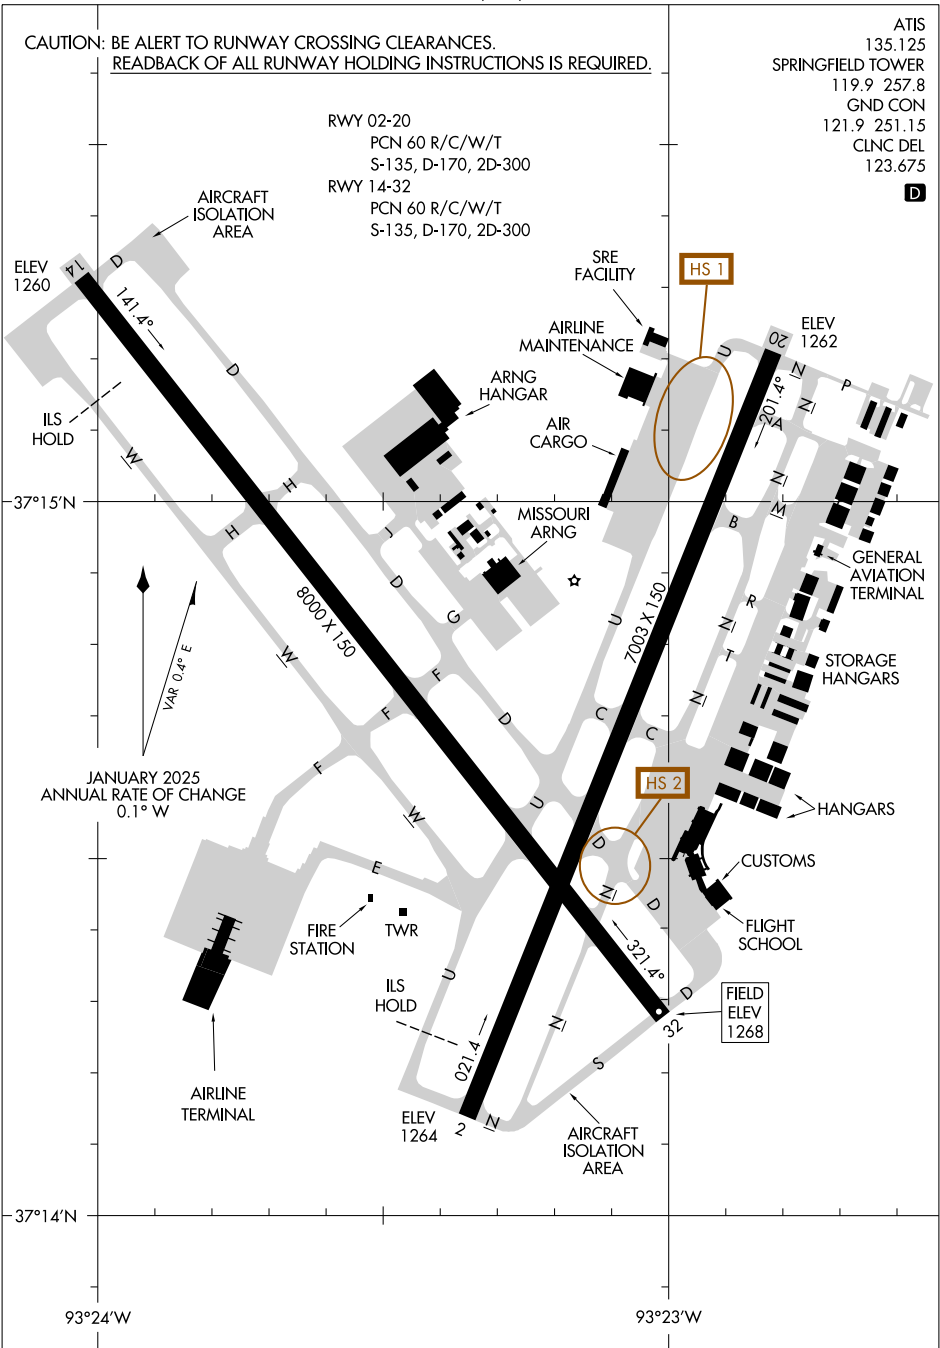 CAUTION: BE ALERT TO RUNWAY CROSSING CLEARANCES.
READBACK OF ALL RUNWAY HOLDING INSTRUCTIONS IS REQUIRED.
ATIS
135.125
SPRINGFIELD TOWER
119.9 257.8
GND CON
121.9 251.15
CLNC DEL
123.675
D
RWY 02-20
PCN 60 R/C/W/T
S-135, D-170, 2D-300
RWY 14-32
PCN 60 R/C/W/T
S-135, D-170, 2D-300
AIRCRAFT
ISOLATION
AREA
ELEV
1260
14
D
141.4°
D
SRE
FACILITY
HS 1
AIRLINE
MAINTENANCE
ELEV
1262
20
U
N
P
N
201.4°
A
ARNG
HANGAR
ILS
HOLD
AIR
CARGO
W
N
H
W
37°15'N
H
J
B
MISSOURI
ARNG
GENERAL
AVIATION
TERMINAL
D
8000 X 150
G
U
7003 X 150
R
N
T
W
VAR 0.4° E
F
STORAGE
HANGARS
N
F
D
C
C
F
JANUARY 2025
ANNUAL RATE OF CHANGE
0.1° W
HS 2
U
W
HANGARS
D
E
CUSTOMS
N
D
FIRE
STATION
TWR
FLIGHT
SCHOOL
321.4°
U
ILS
HOLD
D
FIELD
ELEV
1268
32
N
021.4
S
AIRLINE
TERMINAL
ELEV
1264
2
N
AIRCRAFT
ISOLATION
AREA
37°14'N
93°24'W
93°23'W